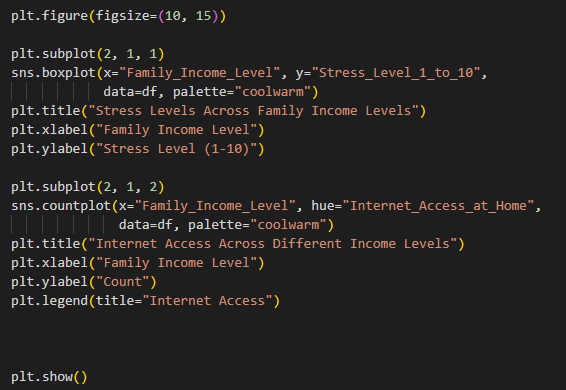 plt.figure(figsize=(10, 15))
plt.subplot(2, 1, 1)
sns.boxplot(x="Family_Income_Level", y="Stress_Level_1_to_10",
data=df, palette="coolwarm")
plt.title("Stress Levels Across Family Income Levels")
plt.xlabel("Family Income Level")
plt.ylabel("Stress Level (1-10)")
plt.subplot(2, 1, 2)
sns.countplot(x="Family_Income_Level", hue="Internet_Access_at_Home",
data=df, palette="coolwarm")
plt.title("Internet Access Across Different Income Levels")
plt.xlabel("Family Income Level")
plt.ylabel("Count")
plt.legend(title="Internet Access")
plt.show()